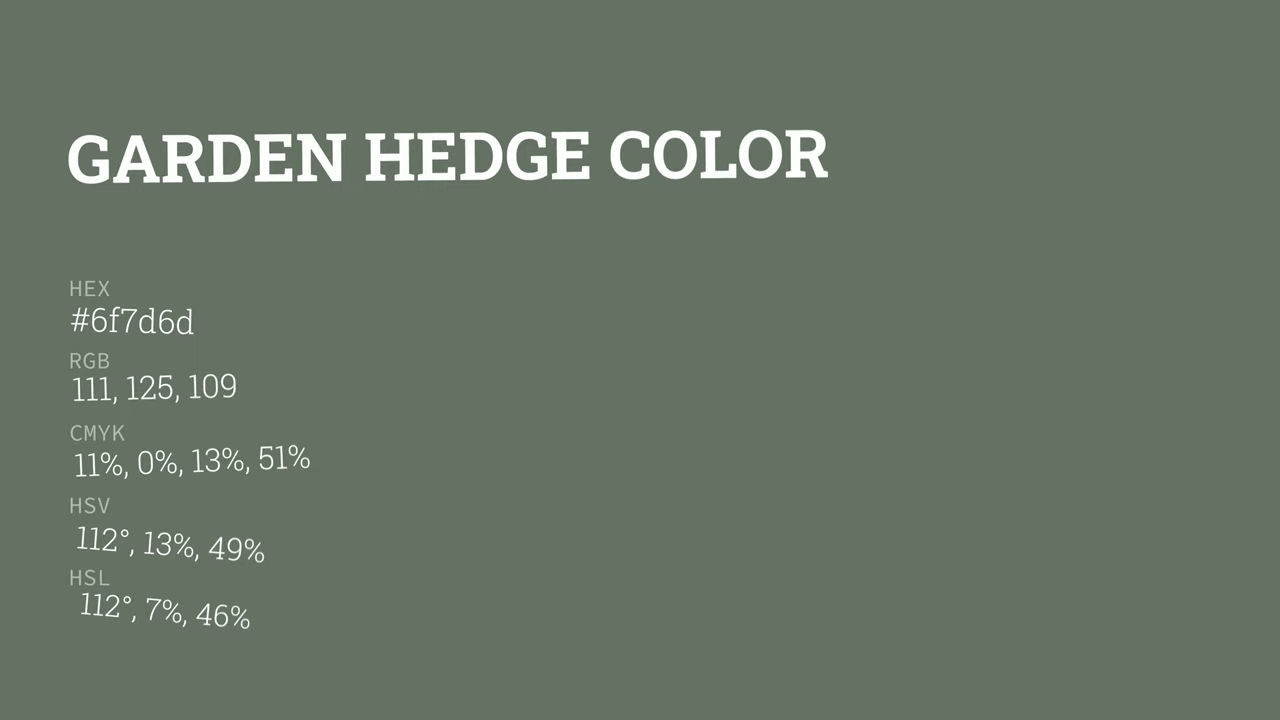 GARDEN HEDGE COLOR
HEX
#6f7d6d
RGB
111, 125, 109
CMYK
11%, 0%, 13%, 51%
HSV
112°, 13%, 49%
HSL
112°, 7%, 46%